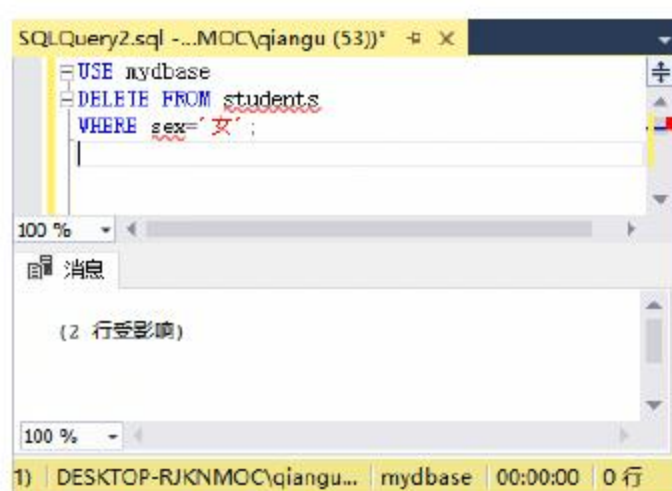 SQLQuery2.sql -...MOC\qiangu (53))*
USE mydbase
DELETE FROM students
WHERE sex='女';
100 %
消息
(2 行受影响)
100 %
1) DESKTOP-RJKNMOC\qiangu... mydbase 00:00:00 0 行